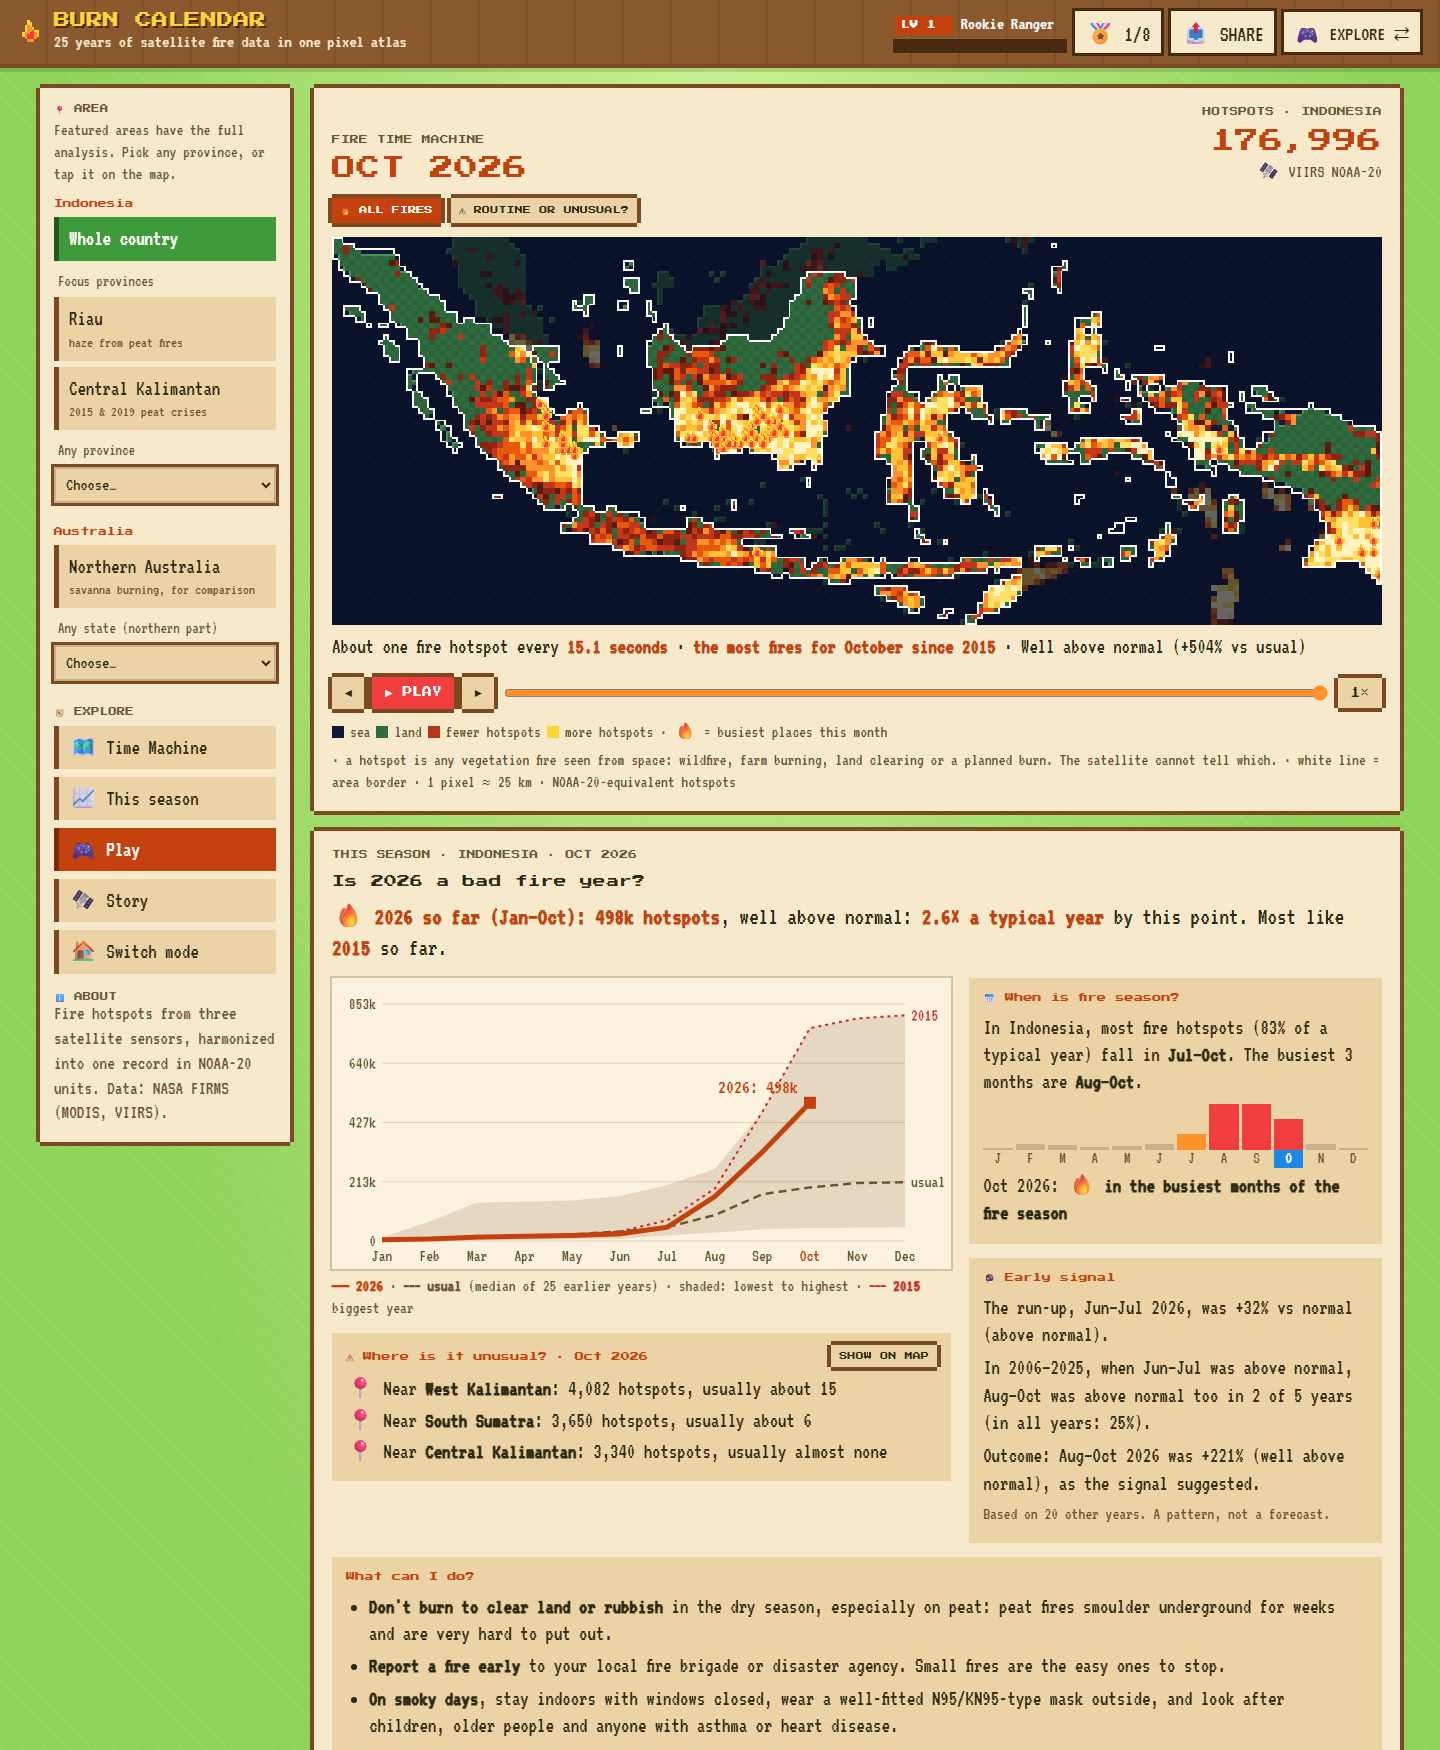 BURN CALENDAR
25 years of satellite fire data in one pixel atlas
LV 1 Rookie Ranger
1/8
SHARE
EXPLORE ⇄
AREA
Featured areas have the full
analysis. Pick any province, or
tap it on the map.
Indonesia
Whole country
Focus provinces
Riau
haze from peat fires
Central Kalimantan
2015 & 2019 peat crises
Any province
Choose…
Australia
Northern Australia
savanna burning, for comparison
Any state (northern part)
Choose…
EXPLORE
Time Machine
This season
Play
Story
Switch mode
ABOUT
Fire hotspots from three
satellite sensors, harmonized
into one record in NOAA-20
units. Data: NASA FIRMS
(MODIS, VIIRS).
FIRE TIME MACHINE
OCT 2026
HOTSPOTS · INDONESIA
176,996
VIIRS NOAA-20
ALL FIRES
⚠ ROUTINE OR UNUSUAL?
About one fire hotspot every 15.1 seconds · the most fires for October since 2015 · Well above normal (+504% vs usual)
◄ ► PLAY ► 1×
sea land fewer hotspots more hotspots · 🔥 = busiest places this month
· a hotspot is any vegetation fire seen from space: wildfire, farm burning, land clearing or a planned burn. The satellite cannot tell which. · white line =
area border · 1 pixel ≈ 25 km · NOAA-20-equivalent hotspots
THIS SEASON · INDONESIA · OCT 2026
Is 2026 a bad fire year?
🔥 2026 so far (Jan–Oct): 498k hotspots, well above normal: 2.6× a typical year by this point. Most like
2015 so far.
853k
640k
427k
213k
0
2015
2026: 498k
usual
Jan Feb Mar Apr May Jun Jul Aug Sep Oct Nov Dec
━━ 2026 · --- usual (median of 25 earlier years) · shaded: lowest to highest · --- 2015
biggest year
⚠ Where is it unusual? · Oct 2026
SHOW ON MAP
📍 Near West Kalimantan: 4,082 hotspots, usually about 15
📍 Near South Sumatra: 3,650 hotspots, usually about 6
📍 Near Central Kalimantan: 3,340 hotspots, usually almost none
When is fire season?
In Indonesia, most fire hotspots (83% of a
typical year) fall in Jul–Oct. The busiest 3
months are Aug–Oct.
J F M A M J J A S O N D
Oct 2026: 🔥 in the busiest months of the
fire season
Early signal
The run-up, Jun–Jul 2026, was +32% vs normal
(above normal).
In 2006–2025, when Jun–Jul was above normal,
Aug–Oct was above normal too in 2 of 5 years
(in all years: 25%).
Outcome: Aug–Oct 2026 was +221% (well above
normal), as the signal suggested.
Based on 20 other years. A pattern, not a forecast.
What can I do?
• Don't burn to clear land or rubbish in the dry season, especially on peat: peat fires smoulder underground for weeks
and are very hard to put out.
• Report a fire early to your local fire brigade or disaster agency. Small fires are the easy ones to stop.
• On smoky days, stay indoors with windows closed, wear a well-fitted N95/KN95-type mask outside, and look after
children, older people and anyone with asthma or heart disease.